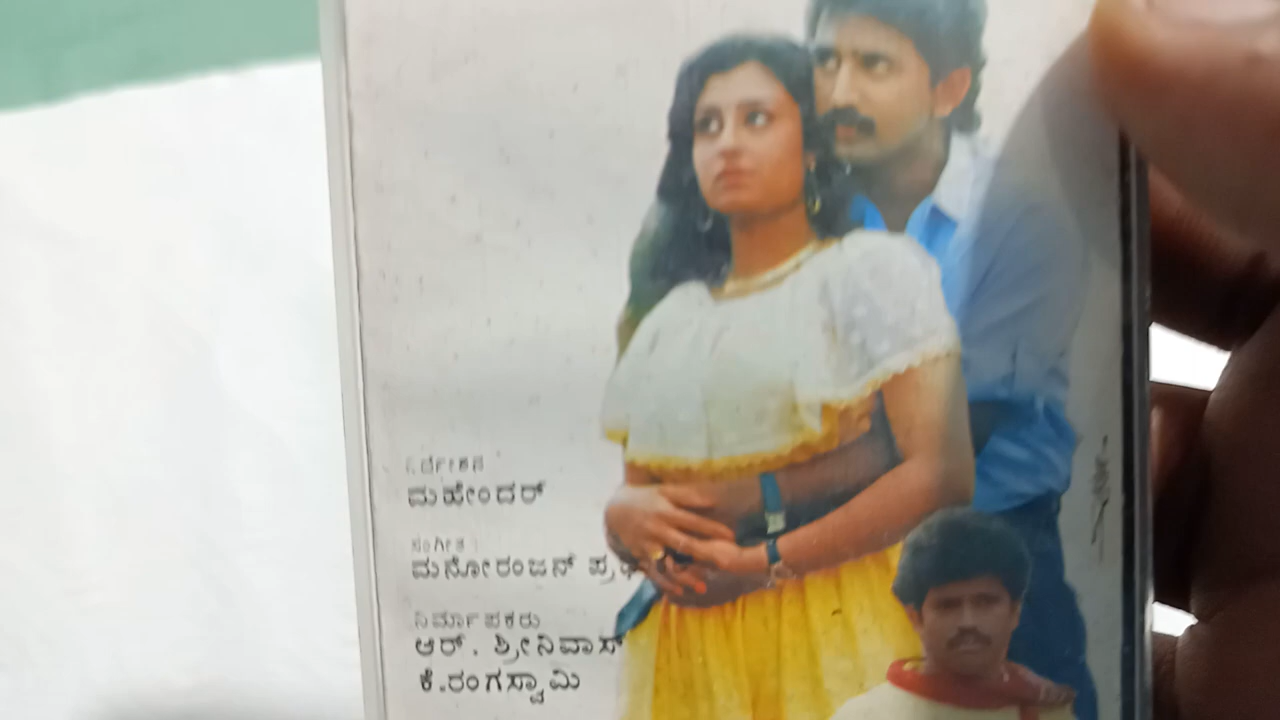 ನಿರ್ದೇಶನ
ಮಹೇಂದರ್
ಸಂಗೀತ :
ಮನೋರಂಜನ್
ನಿರ್ಮಾಪಕರು
ಆರ್. ಶ್ರೀನಿವಾಸ್
ಕೆ.ರಂಗಸ್ವಾಮಿ